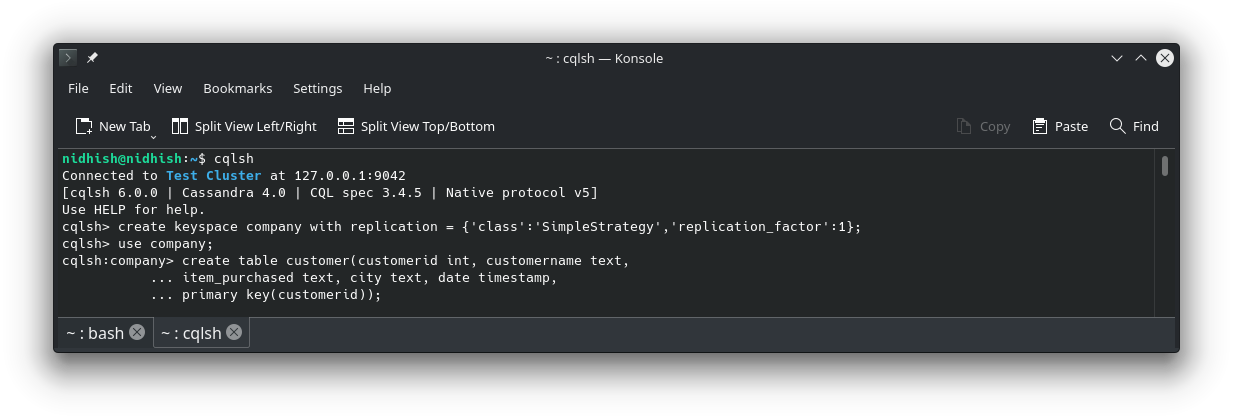 ~ : cqlsh — Konsole
File Edit View Bookmarks Settings Help
New Tab Split View Left/Right Split View Top/Bottom Copy Paste Find
nidhish@nidhish:~$ cqlsh
Connected to Test Cluster at 127.0.0.1:9042
[cqlsh 6.0.0 | Cassandra 4.0 | CQL spec 3.4.5 | Native protocol v5]
Use HELP for help.
cqlsh> create keyspace company with replication = {'class':'SimpleStrategy','replication_factor':1};
cqlsh> use company;
cqlsh:company> create table customer(customerid int, customername text,
... item_purchased text, city text, date timestamp,
... primary key(customerid));
~ : bash ~ : cqlsh